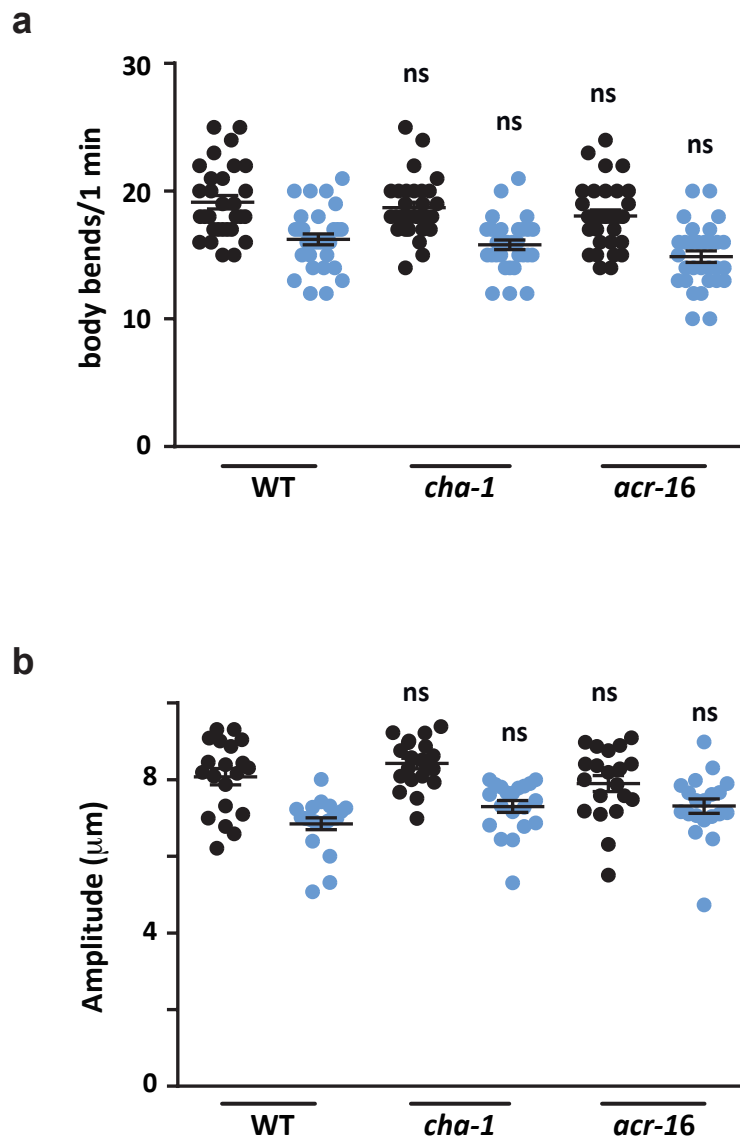 a
30
ns
ns
ns
ns
20
body bends/1 min
10
0
WT
cha-1
acr-16
b
ns
ns
ns
ns
8
Amplitude (μm)
4
0
WT
cha-1
acr-16